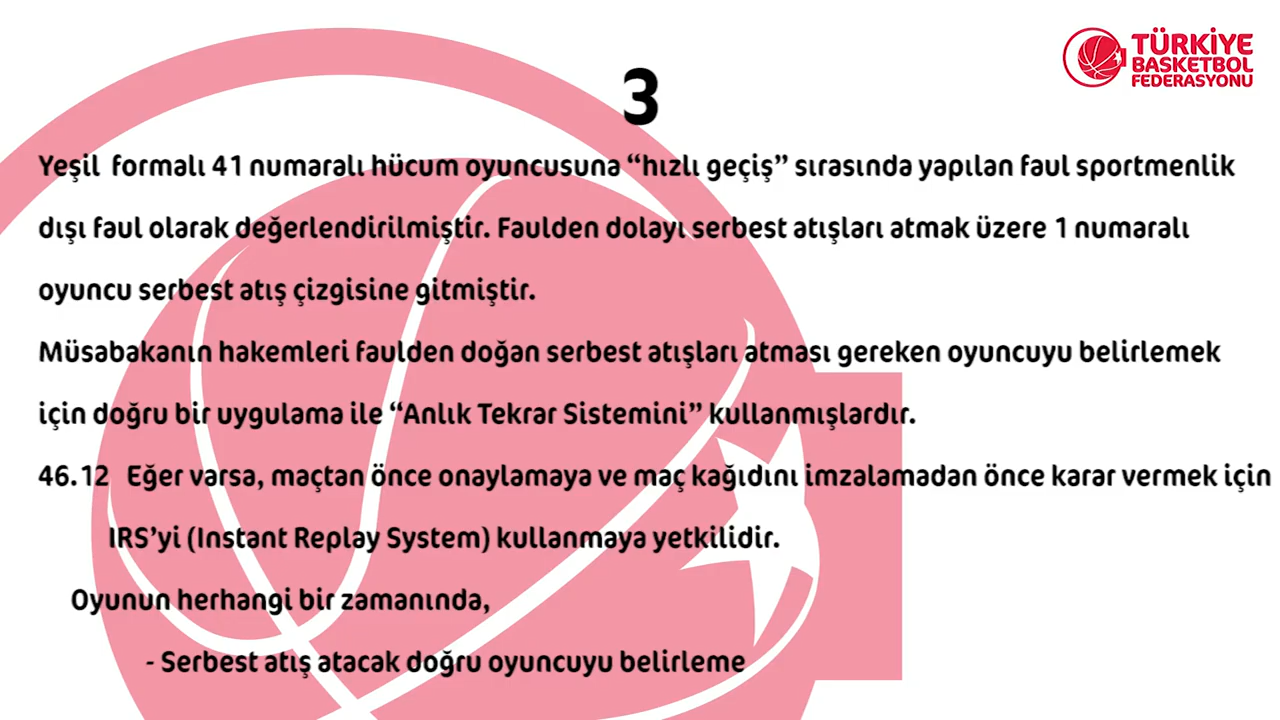 TÜRKİYE
BASKETBOL
FEDERASYONU
3
Yeşil formalı 41 numaralı hücum oyuncusuna “hızlı geçiş” sırasında yapılan faul sportmenlik
dışı faul olarak değerlendirilmiştir. Faulden dolayı serbest atışları atmak üzere 1 numaralı
oyuncu serbest atış çizgisine gitmiştir.
Müsabakanın hakemleri faulden doğan serbest atışları atması gereken oyuncuyu belirlemek
için doğru bir uygulama ile “Anlık Tekrar Sistemini” kullanmışlardır.
46.12 Eğer varsa, maçtan önce onaylamaya ve maç kağıdını imzalamadan önce karar vermek için
IRS’yi (Instant Replay System) kullanmaya yetkilidir.
Oyunun herhangi bir zamanında,
- Serbest atış atacak doğru oyuncuyu belirleme